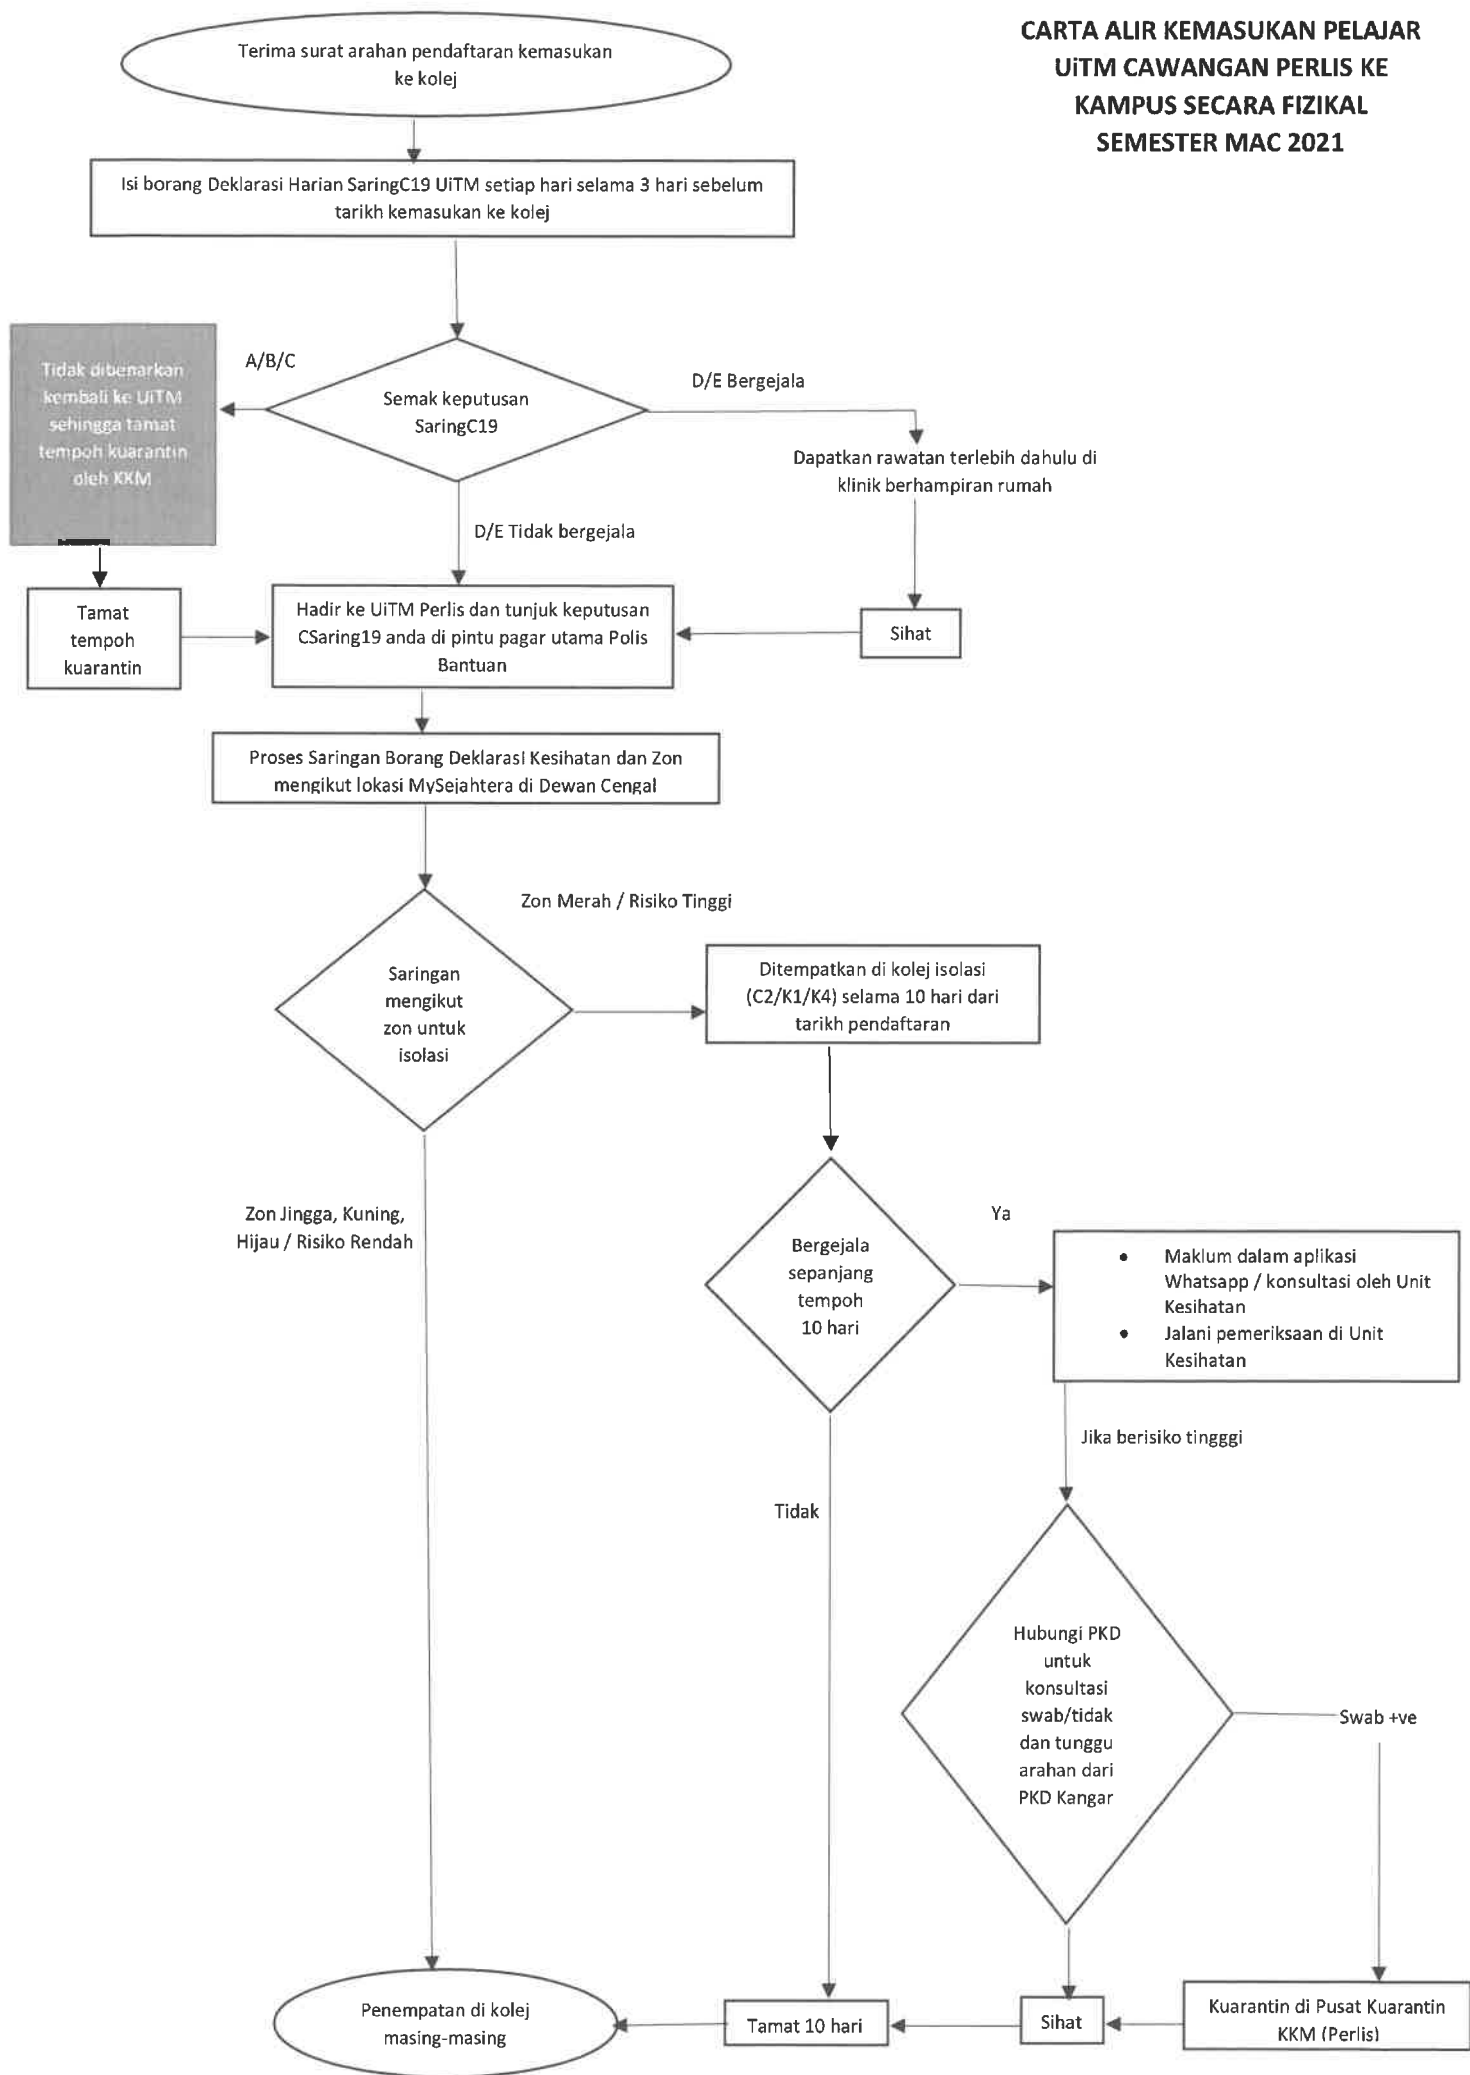 CARTA ALIR KEMASUKAN PELAJAR
UiTM CAWANGAN PERLIS KE
KAMPUS SECARA FIZIKAL
SEMESTER MAC 2021
Terima surat arahan pendaftaran kemasukan
ke kolej
Isi borang Deklarasi Harian SaringC19 UiTM setiap hari selama 3 hari sebelum
tarikh kemasukan ke kolej
Tidak dibenarkan
kembali ke UiTM
sehingga tamat
tempoh kuarantin
oleh KKM
A/B/C
Semak keputusan
SaringC19
D/E Bergejala
Dapatkan rawatan terlebih dahulu di
klinik berhampiran rumah
D/E Tidak bergejala
Tamat
tempoh
kuarantin
Hadir ke UiTM Perlis dan tunjuk keputusan
CSaring19 anda di pintu pagar utama Polis
Bantuan
Sihat
Proses Saringan Borang Deklarasi Kesihatan dan Zon
mengikut lokasi MySejahtera di Dewan Cengal
Zon Merah / Risiko Tinggi
Saringan
mengikut
zon untuk
isolasi
Ditempatkan di kolej isolasi
(C2/K1/K4) selama 10 hari dari
tarikh pendaftaran
Zon Jingga, Kuning,
Hijau / Risiko Rendah
Bergejala
sepanjang
tempoh
10 hari
Ya
• Maklum dalam aplikasi
Whatsapp / konsultasi oleh Unit
Kesihatan
• Jalani pemeriksaan di Unit
Kesihatan
Jika berisiko tingggi
Tidak
Hubungi PKD
untuk
konsultasi
swab/tidak
dan tunggu
arahan dari
PKD Kangar
Swab +ve
Penempatan di kolej
masing-masing
Tamat 10 hari
Sihat
Kuarantin di Pusat Kuarantin
KKM (Perlis)